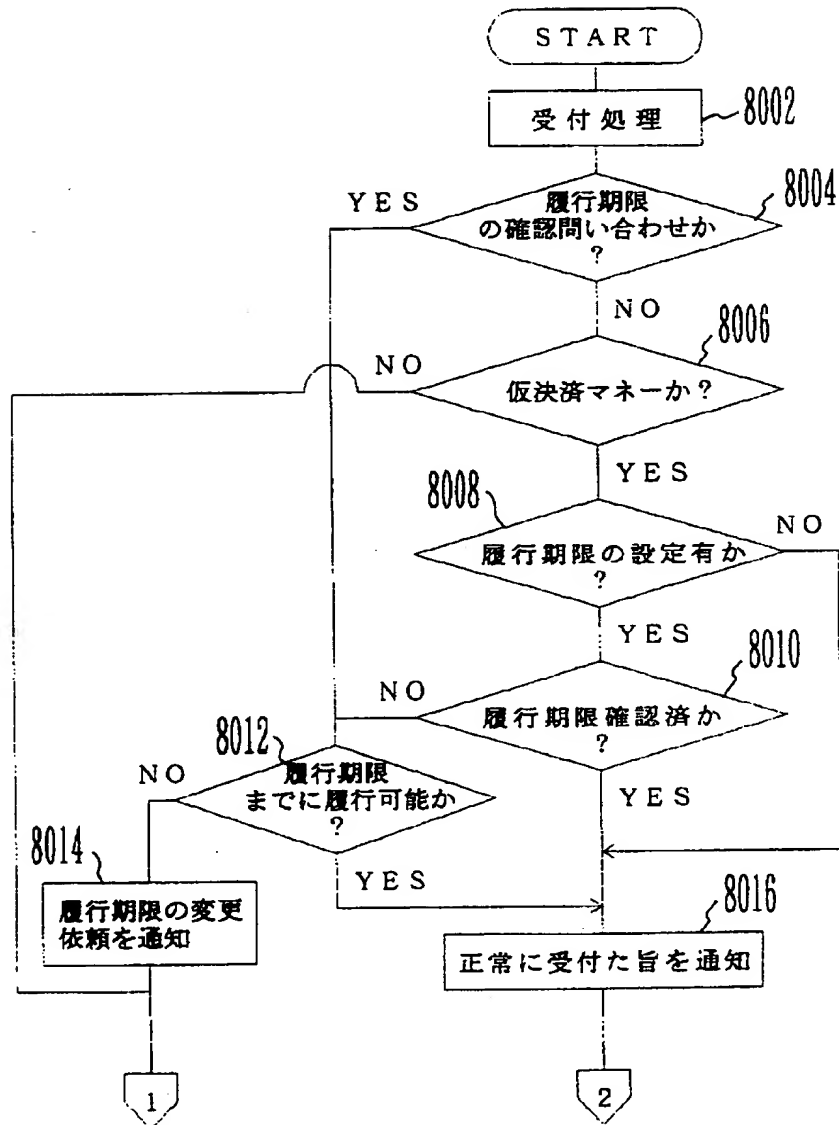 START
受付処理
8002
YES
履行期限
の確認問い合わせか
?
8004
NO
8006
NO
仮決済マネーか?
YES
8008
NO
履行期限の設定有か
?
YES
8010
NO
履行期限確認済か
?
8012
NO
履行期限
までに履行可能か
?
YES
8014
YES
8016
履行期限の変更
依頼を通知
正常に受付た旨を通知
1
2